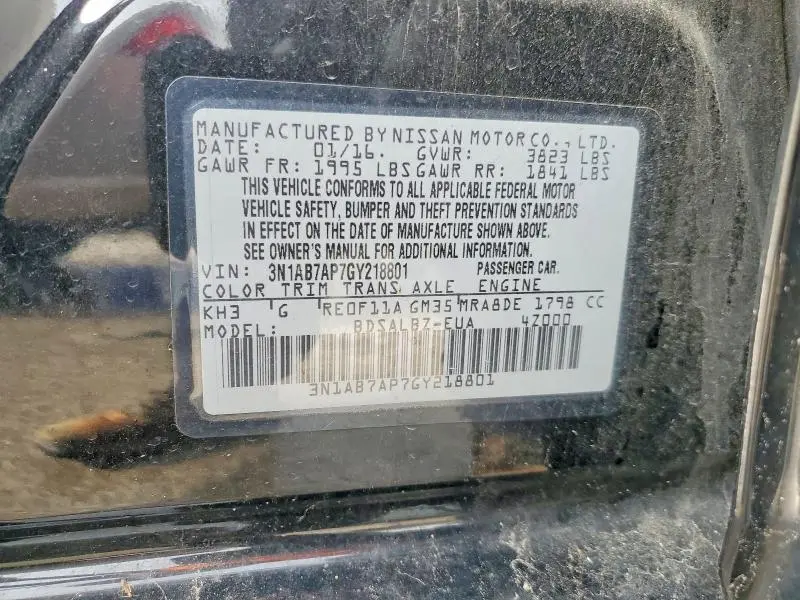 MANUFACTURED BY NISSAN MOTOR CO., LTD.
DATE: 01/16. GVWR: 3823 LBS
GAWR FR: 1995 LBS GAWR RR: 1841 LBS
THIS VEHICLE CONFORMS TO ALL APPLICABLE FEDERAL MOTOR
VEHICLE SAFETY, BUMPER AND THEFT PREVENTION STANDARDS
IN EFFECT ON THE DATE OF MANUFACTURE SHOWN ABOVE.
SEE OWNER'S MANUAL FOR ADDITIONAL INFORMATION.
VIN: 3N1AB7AP7GY218801 PASSENGER CAR.
COLOR TRIM TRANS AXLE ENGINE
KH3 G RE0F11A GM35 MRA8DE 1798 CC
MODEL: BDSALBZ-EUA 4Z000
3N1AB7AP7GY218801